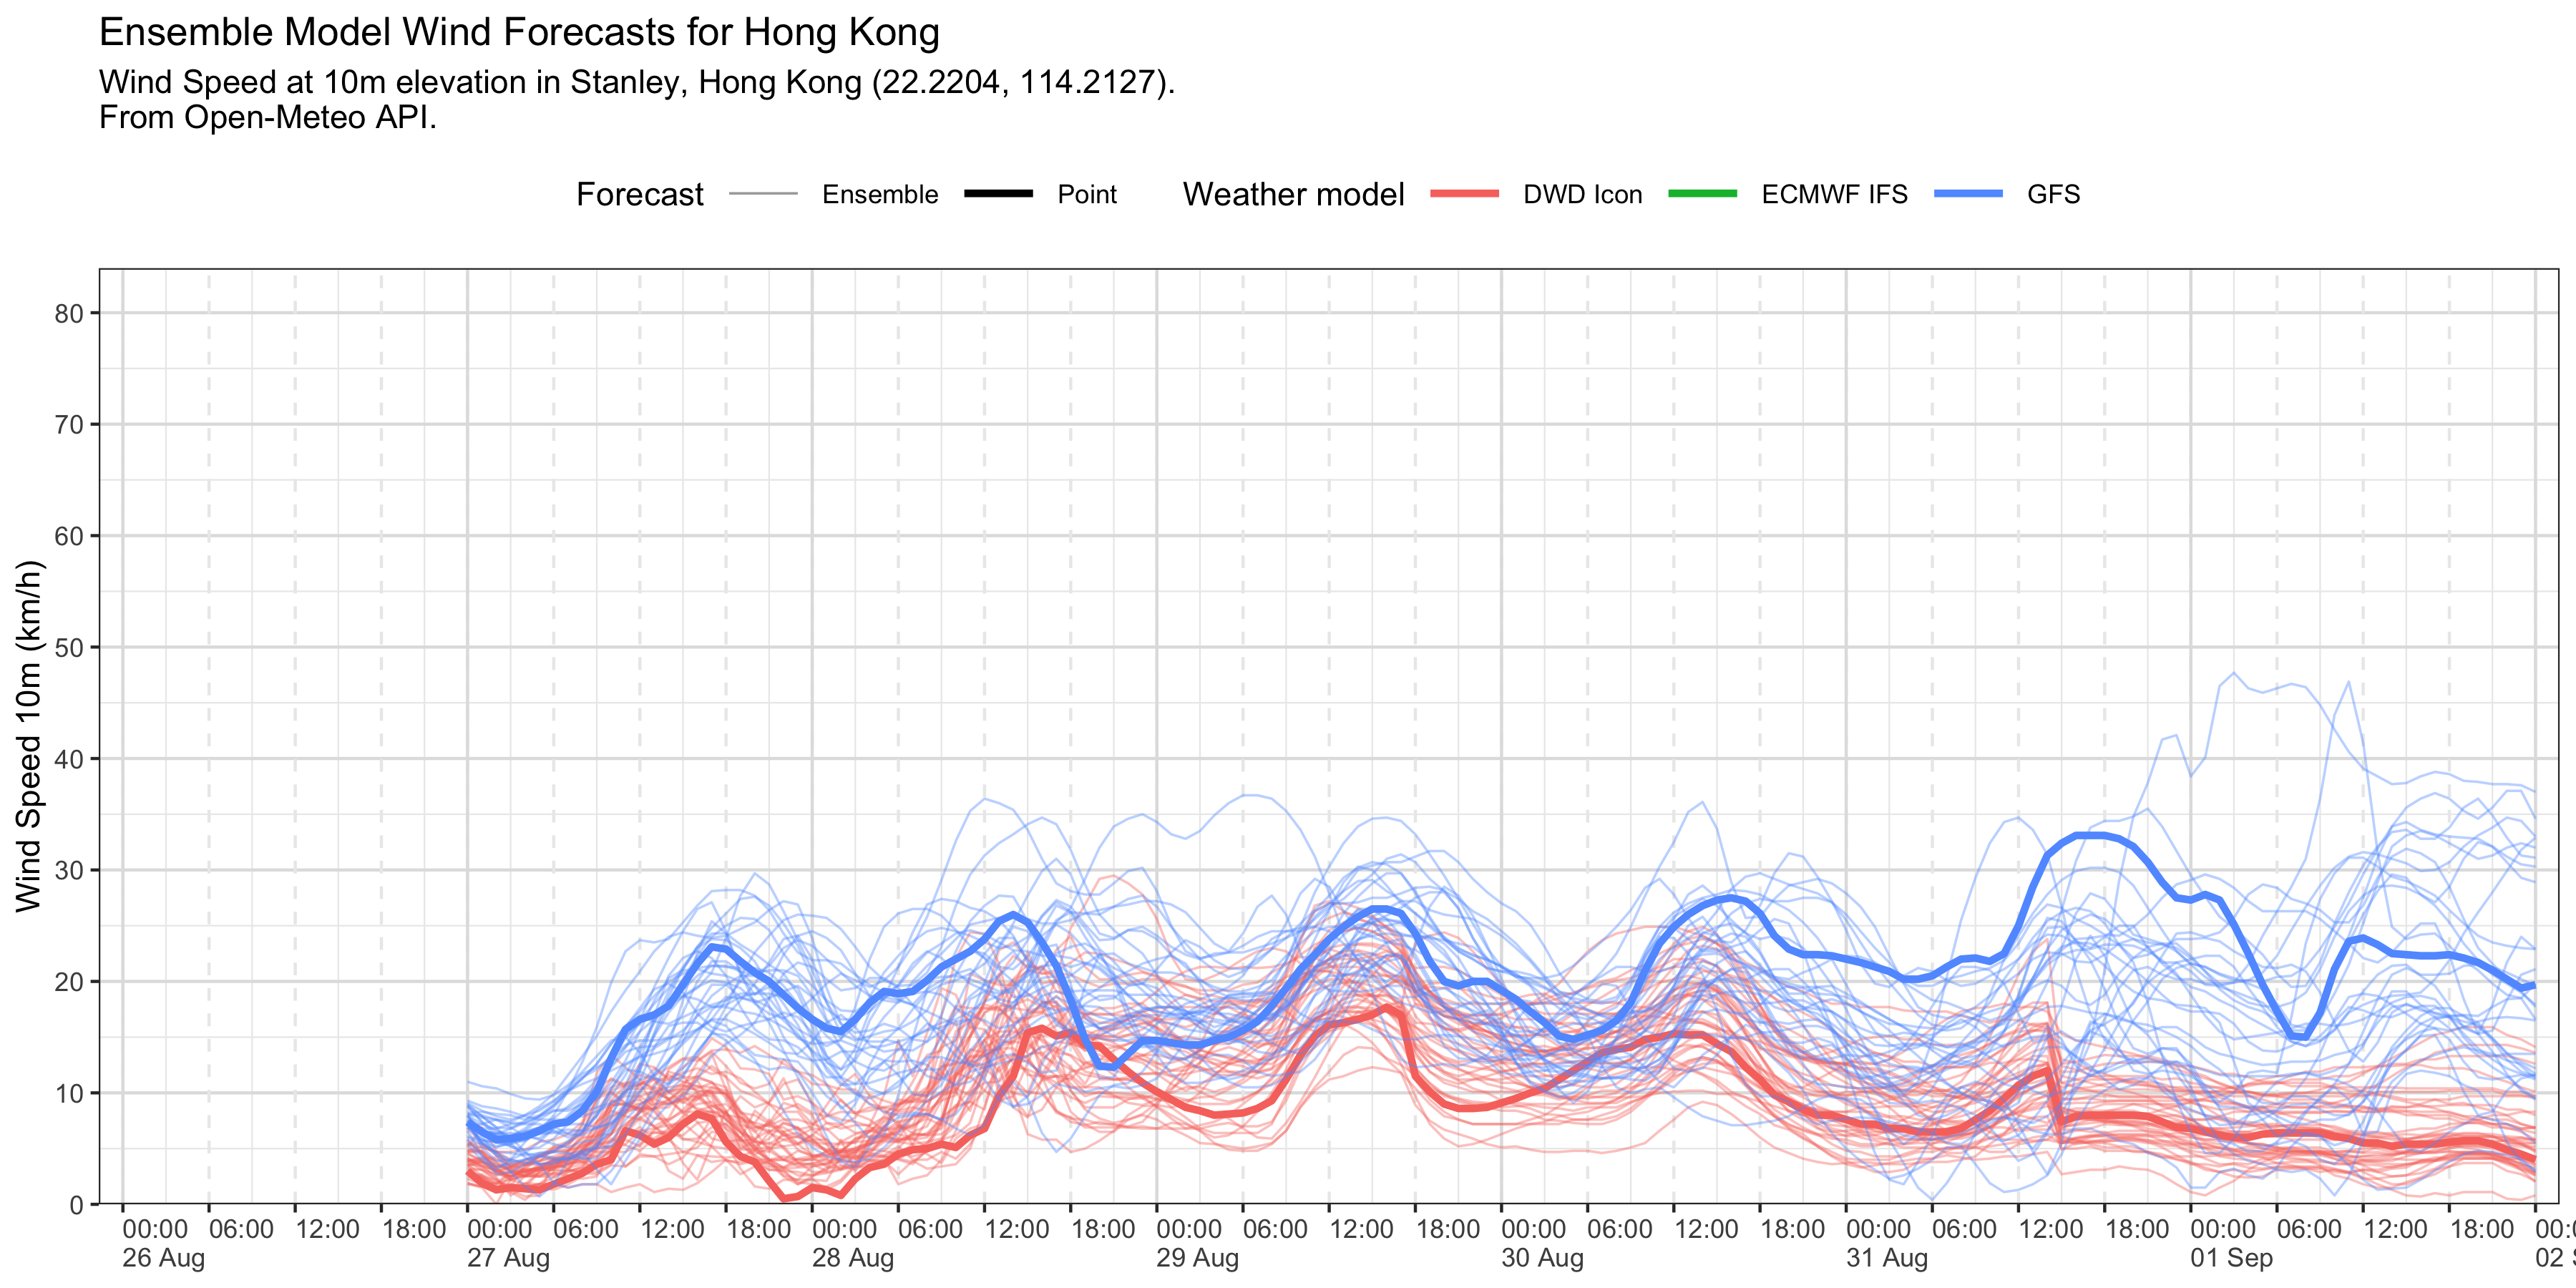 Ensemble Model Wind Forecasts for Hong Kong
Wind Speed at 10m elevation in Stanley, Hong Kong (22.2204, 114.2127).
From Open-Meteo API.
Forecast Ensemble Point Weather model DWD Icon ECMWF IFS GFS
Wind Speed 10m (km/h)
80
70
60
50
40
30
20
10
0
00:00 06:00 12:00 18:00 00:00 06:00 12:00 18:00 00:00 06:00 12:00 18:00 00:00 06:00 12:00 18:00 00:00 06:00 12:00 18:00 00:00 06:00 12:00 18:00 00:00 06:00 12:00 18:00
26 Aug 27 Aug 28 Aug 29 Aug 30 Aug 31 Aug 01 Sep 02